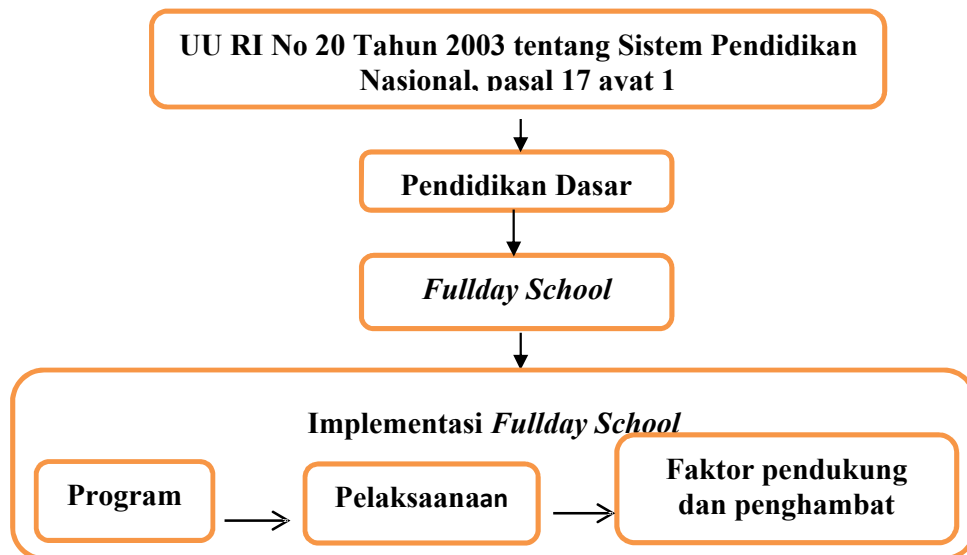 UU RI No 20 Tahun 2003 tentang Sistem Pendidikan
Nasional, pasal 17 ayat 1
Pendidikan Dasar
Fullday School
Implementasi Fullday School
Program
Pelaksanaan
Faktor pendukung
dan penghambat